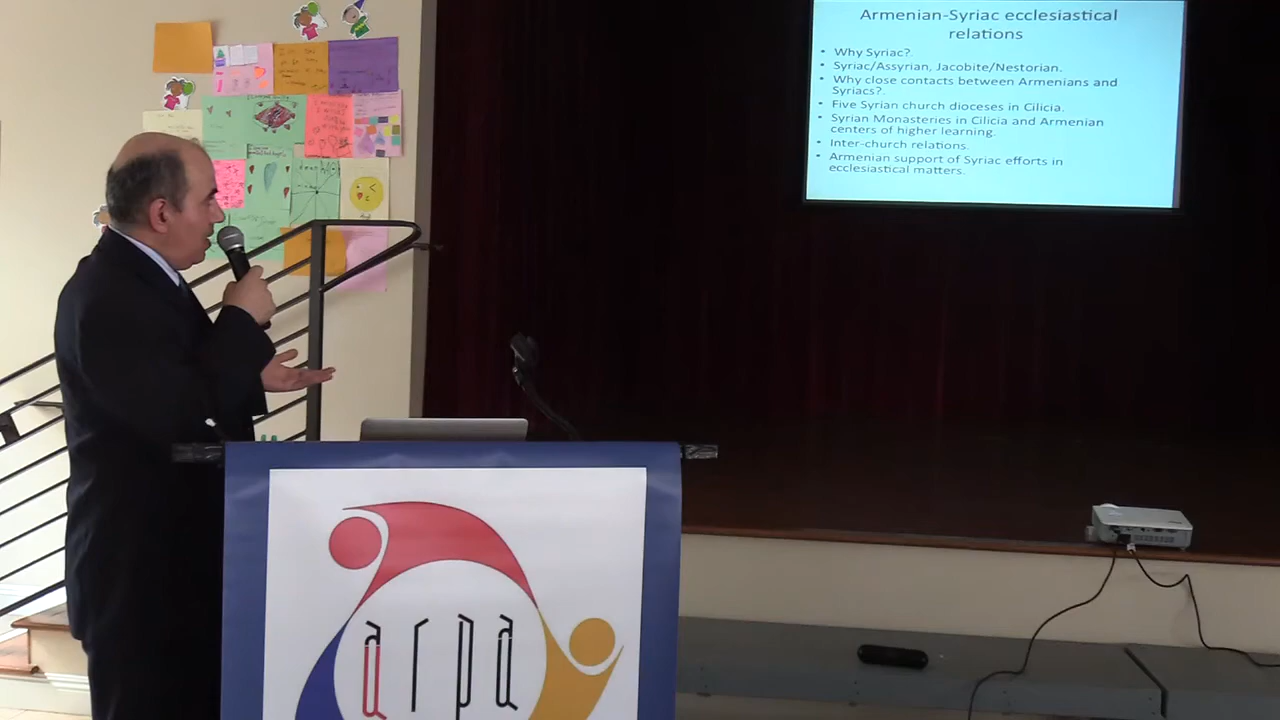 Armenian-Syriac ecclesiastical
relations
• Why Syriac?.
• Syriac/Assyrian, Jacobite/Nestorian.
• Why close contacts between Armenians and
Syriacs?.
• Five Syrian church dioceses in Cilicia.
• Syrian Monasteries in Cilicia and Armenian
centers of higher learning.
• Inter-church relations.
• Armenian support of Syriac efforts in
ecclesiastical matters.
arpa